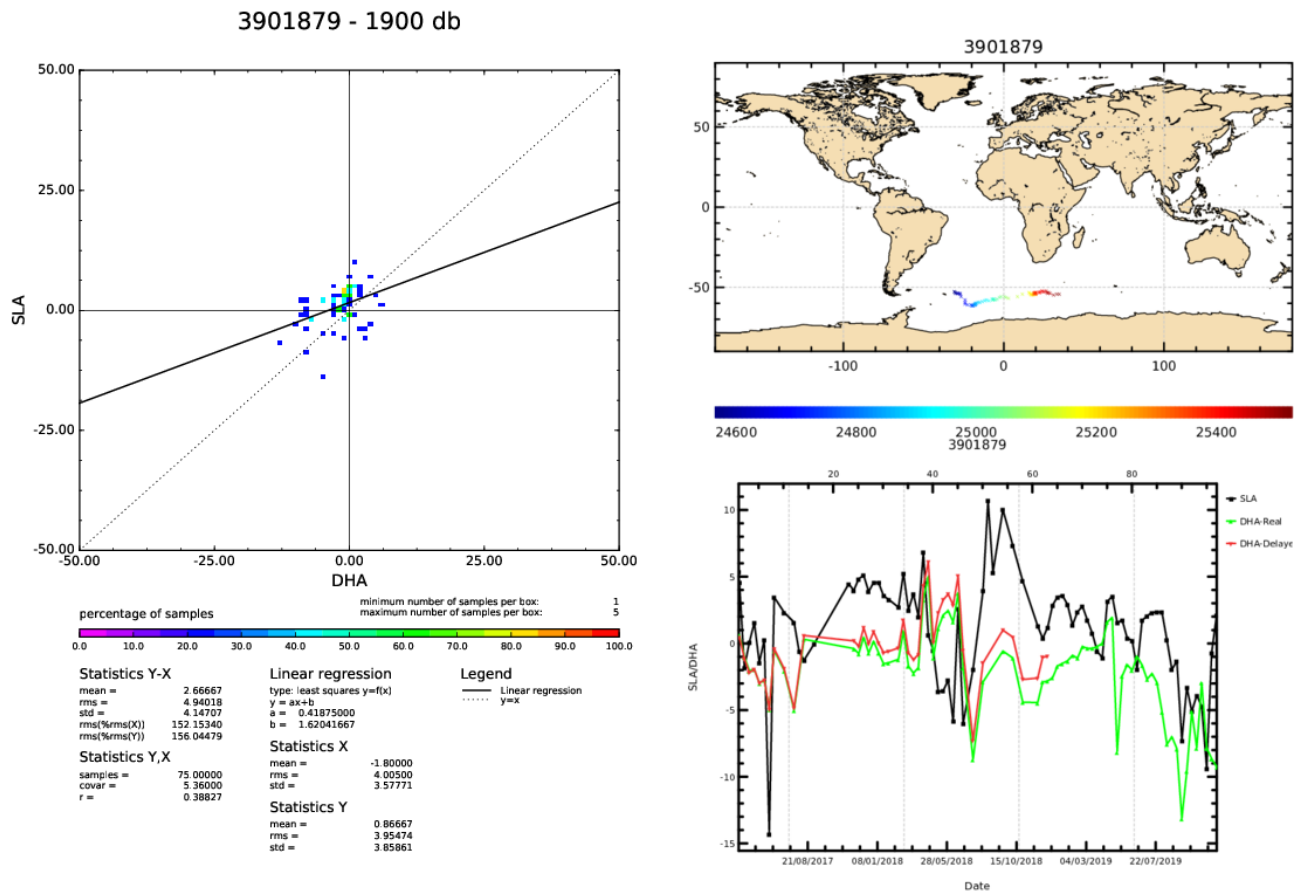 3901879 - 1900 db
50.00
25.00
0.00
-25.00
-50.00
SLA
-50.00 -25.00 0.00 25.00 50.00
DHA
percentage of samples
minimum number of samples per box: 1
maximum number of samples per box: 5
0.0 10.0 20.0 30.0 40.0 50.0 60.0 70.0 80.0 90.0 100.0
Statistics Y-X
mean = 2.66667
rms = 4.94018
std = 4.14707
rms(%rms(X)) 152.15340
rms(%rms(Y)) 156.04479
Statistics Y,X
samples = 75.00000
covar = 5.36000
r = 0.38827
Linear regression
type: least squares y=f(x)
y = ax+b
a = 0.41875000
b = 1.62041667
Statistics X
mean = -1.80000
rms = 4.00500
std = 3.57771
Statistics Y
mean = 0.86667
rms = 3.95474
std = 3.85861
Legend
Linear regression
y=x
3901879
50
0
-50
-100 0 100
24600 24800 25000 25200 25400
3901879
20 40 60 80
10
5
0
-5
-10
-15
SLA/DHA
21/08/2017 08/01/2018 28/05/2018 15/10/2018 04/03/2019 22/07/2019
Date
SLA
DHA-Real
DHA-Delaye